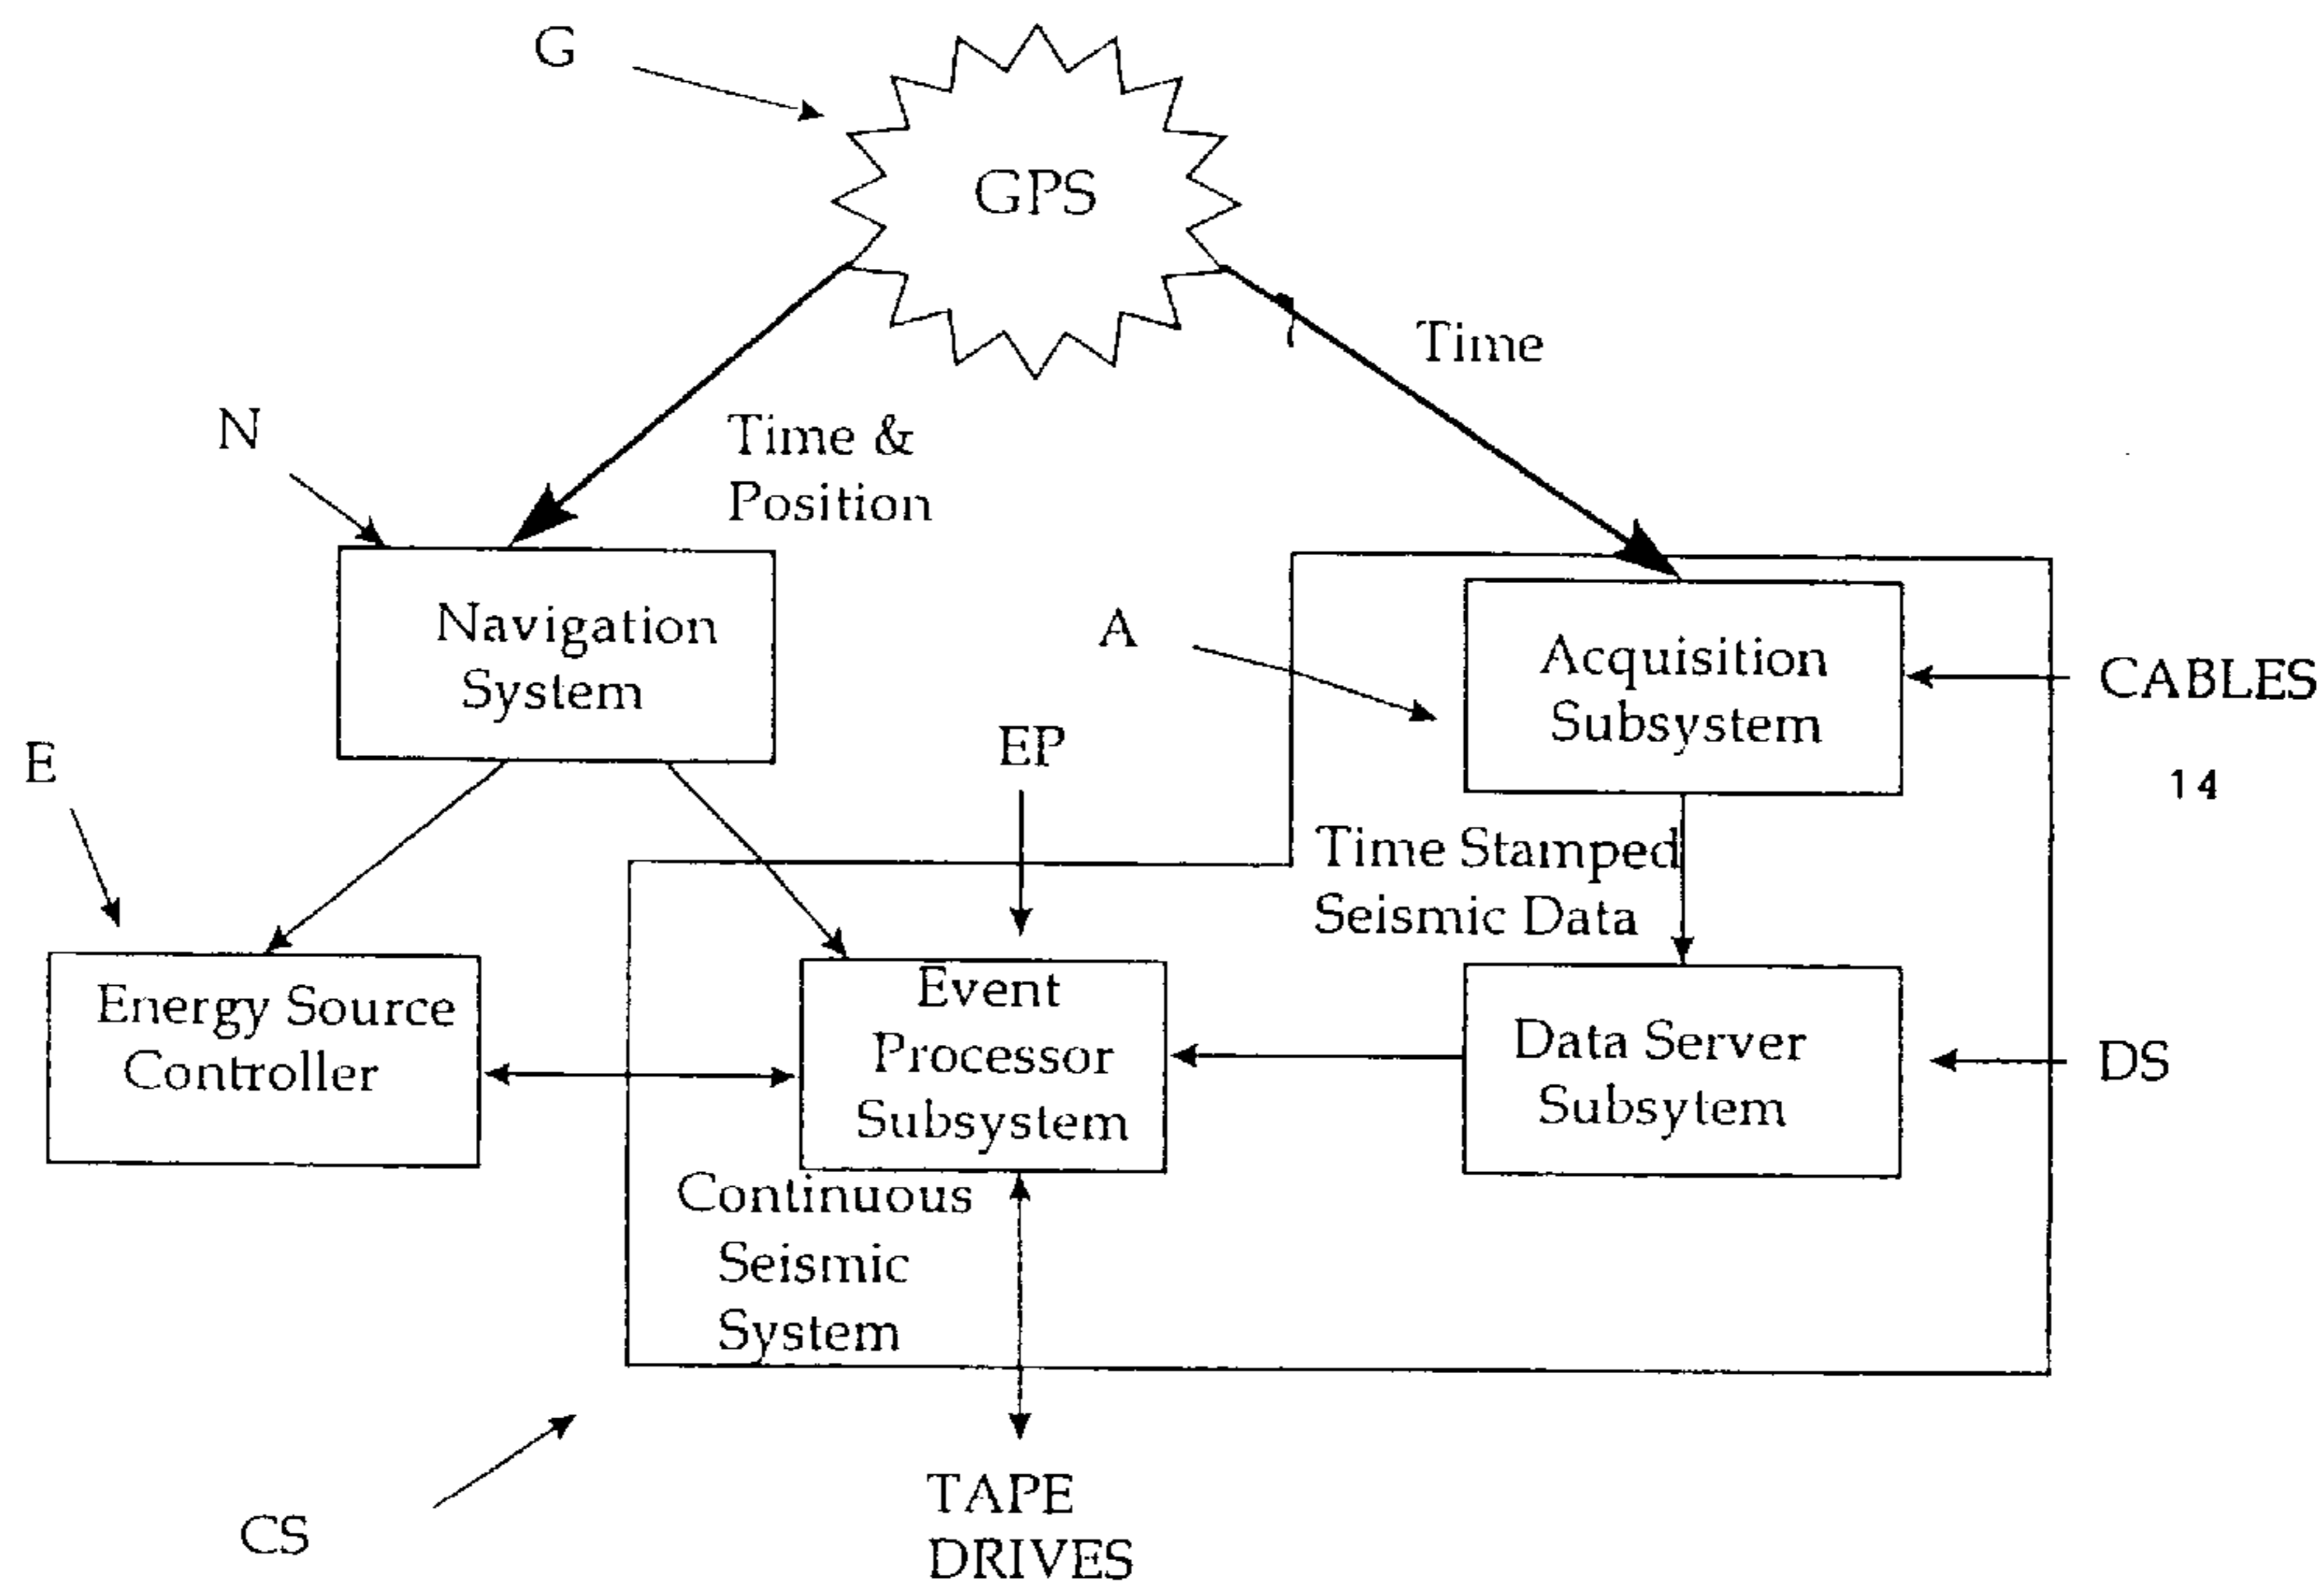 G
GPS
Time
N
Time &
Position
Navigation
System
A
Acquisition
Subsystem
CABLES
14
E
EP
Time Stamped
Seismic Data
Energy Source
Controller
Event
Processor
Subsystem
Data Server
Subsytem
DS
Continuous
Seismic
System
CS
TAPE
DRIVES